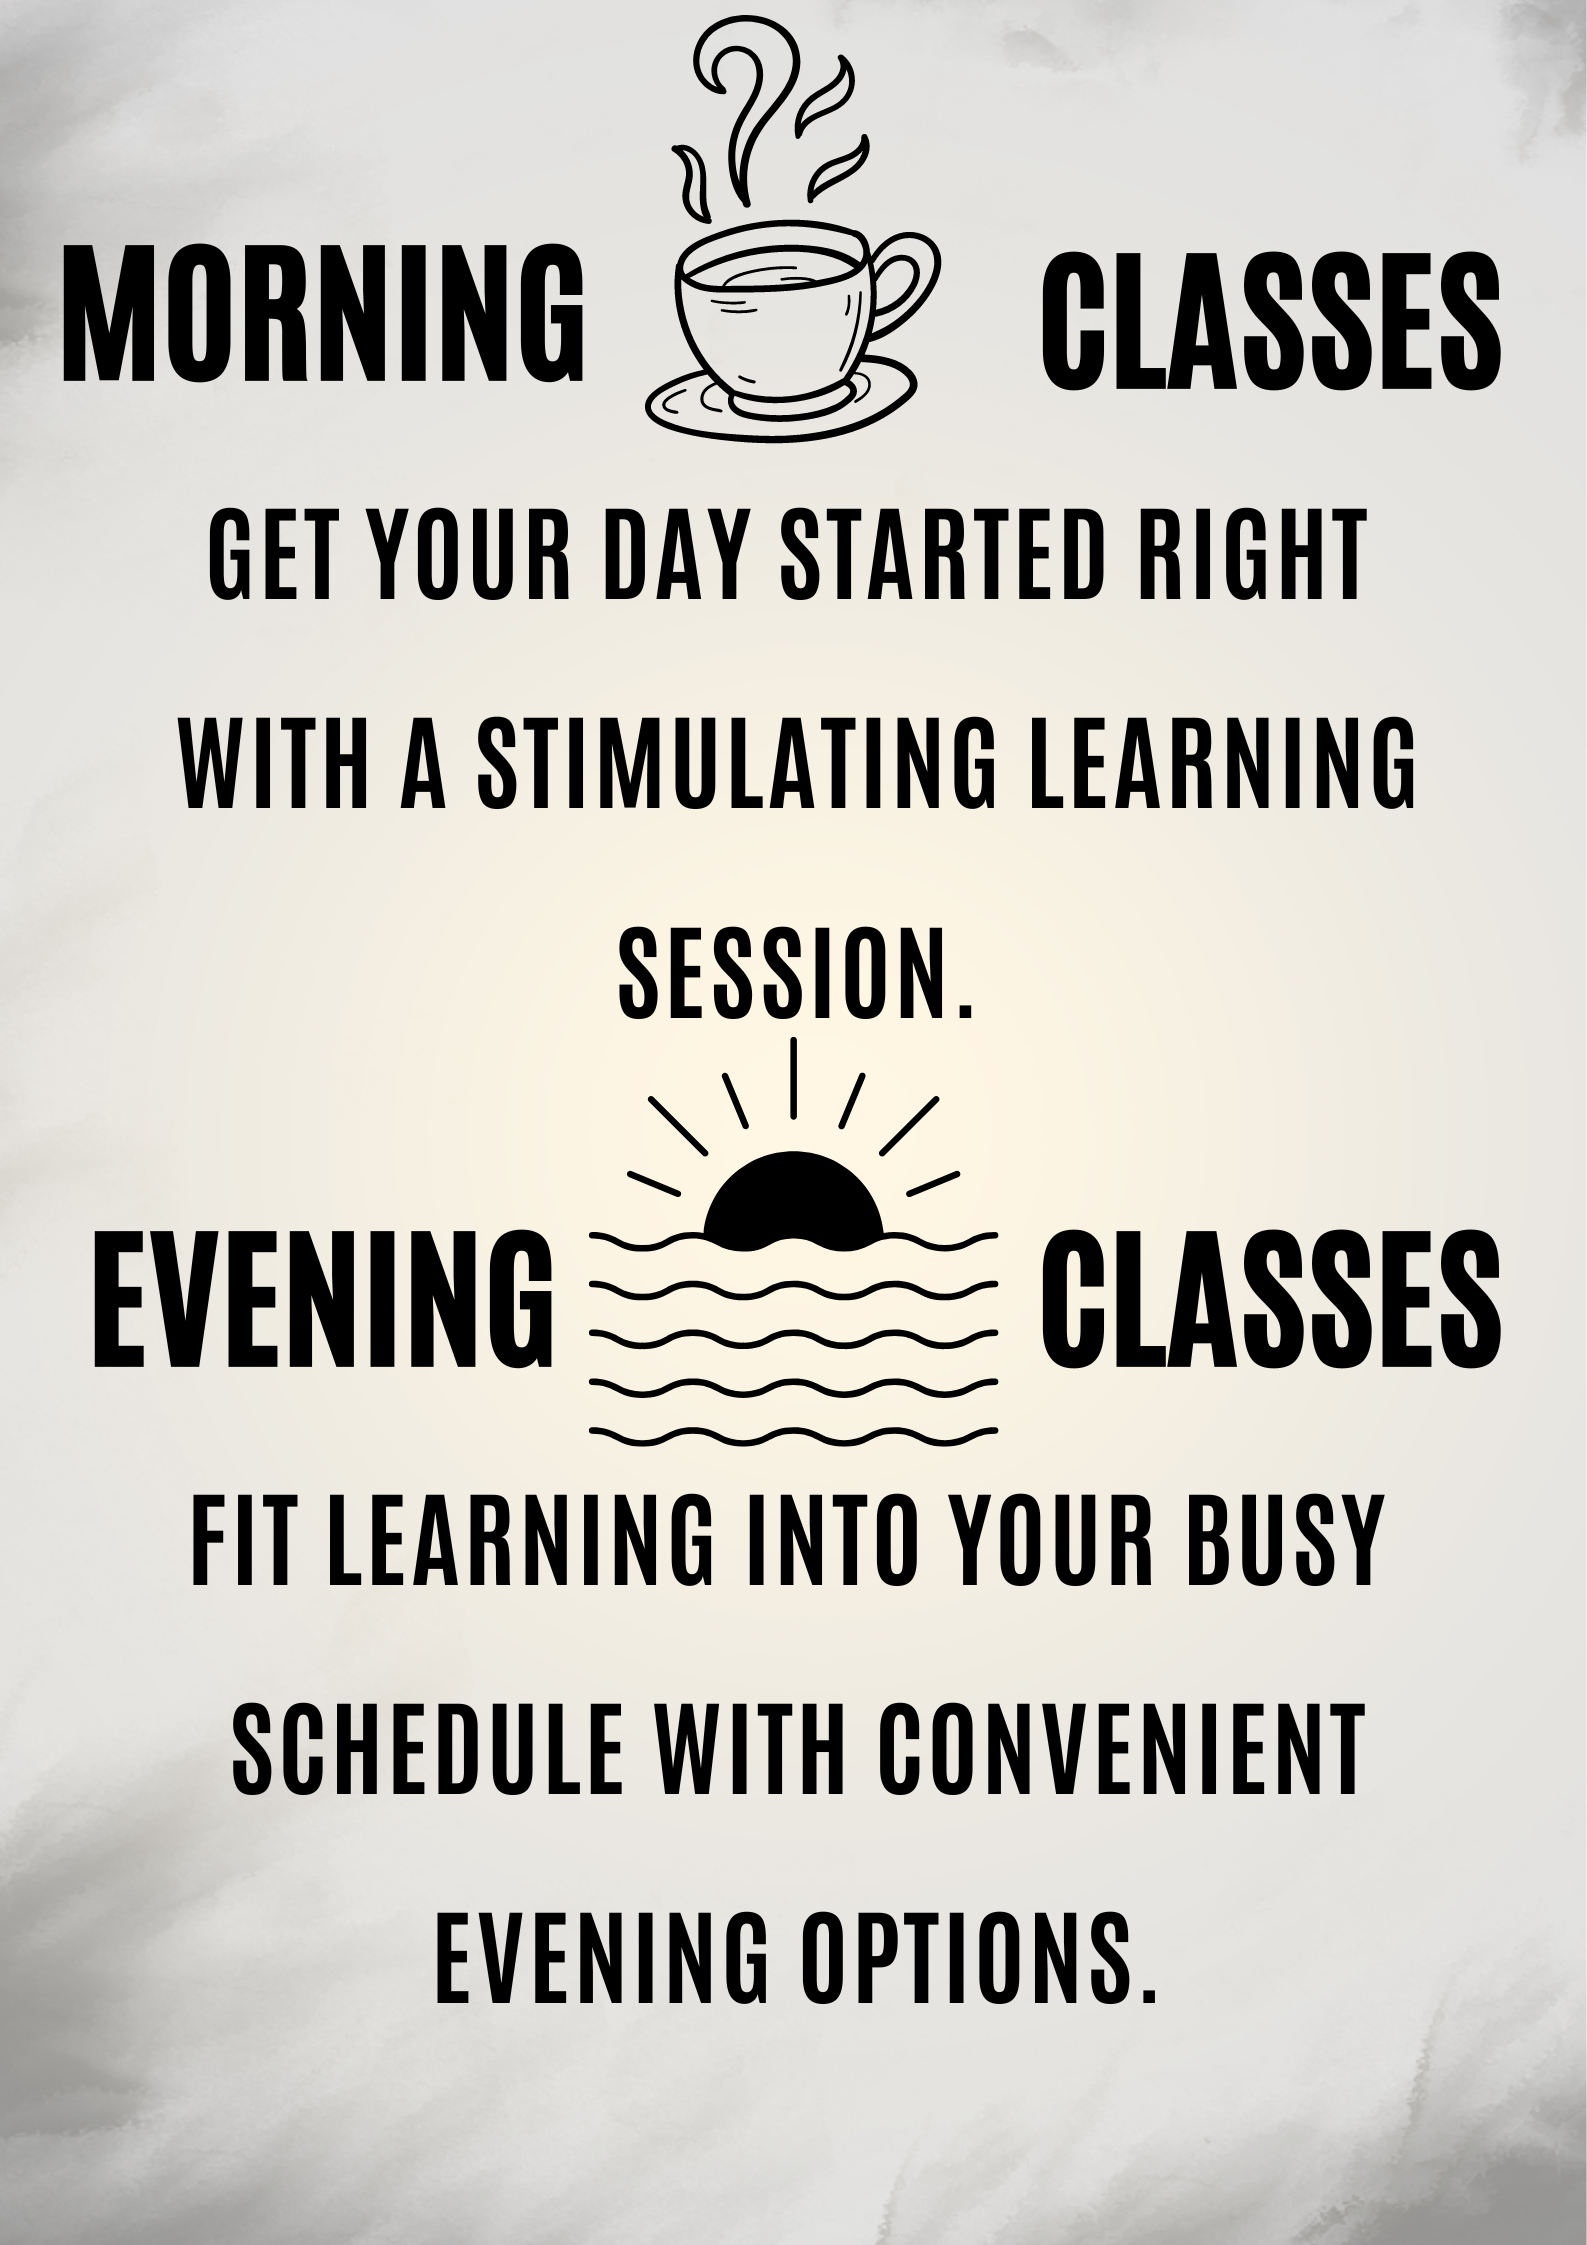 MORNING CLASSES
GET YOUR DAY STARTED RIGHT
WITH A STIMULATING LEARNING
SESSION.
EVENING CLASSES
FIT LEARNING INTO YOUR BUSY
SCHEDULE WITH CONVENIENT
EVENING OPTIONS.